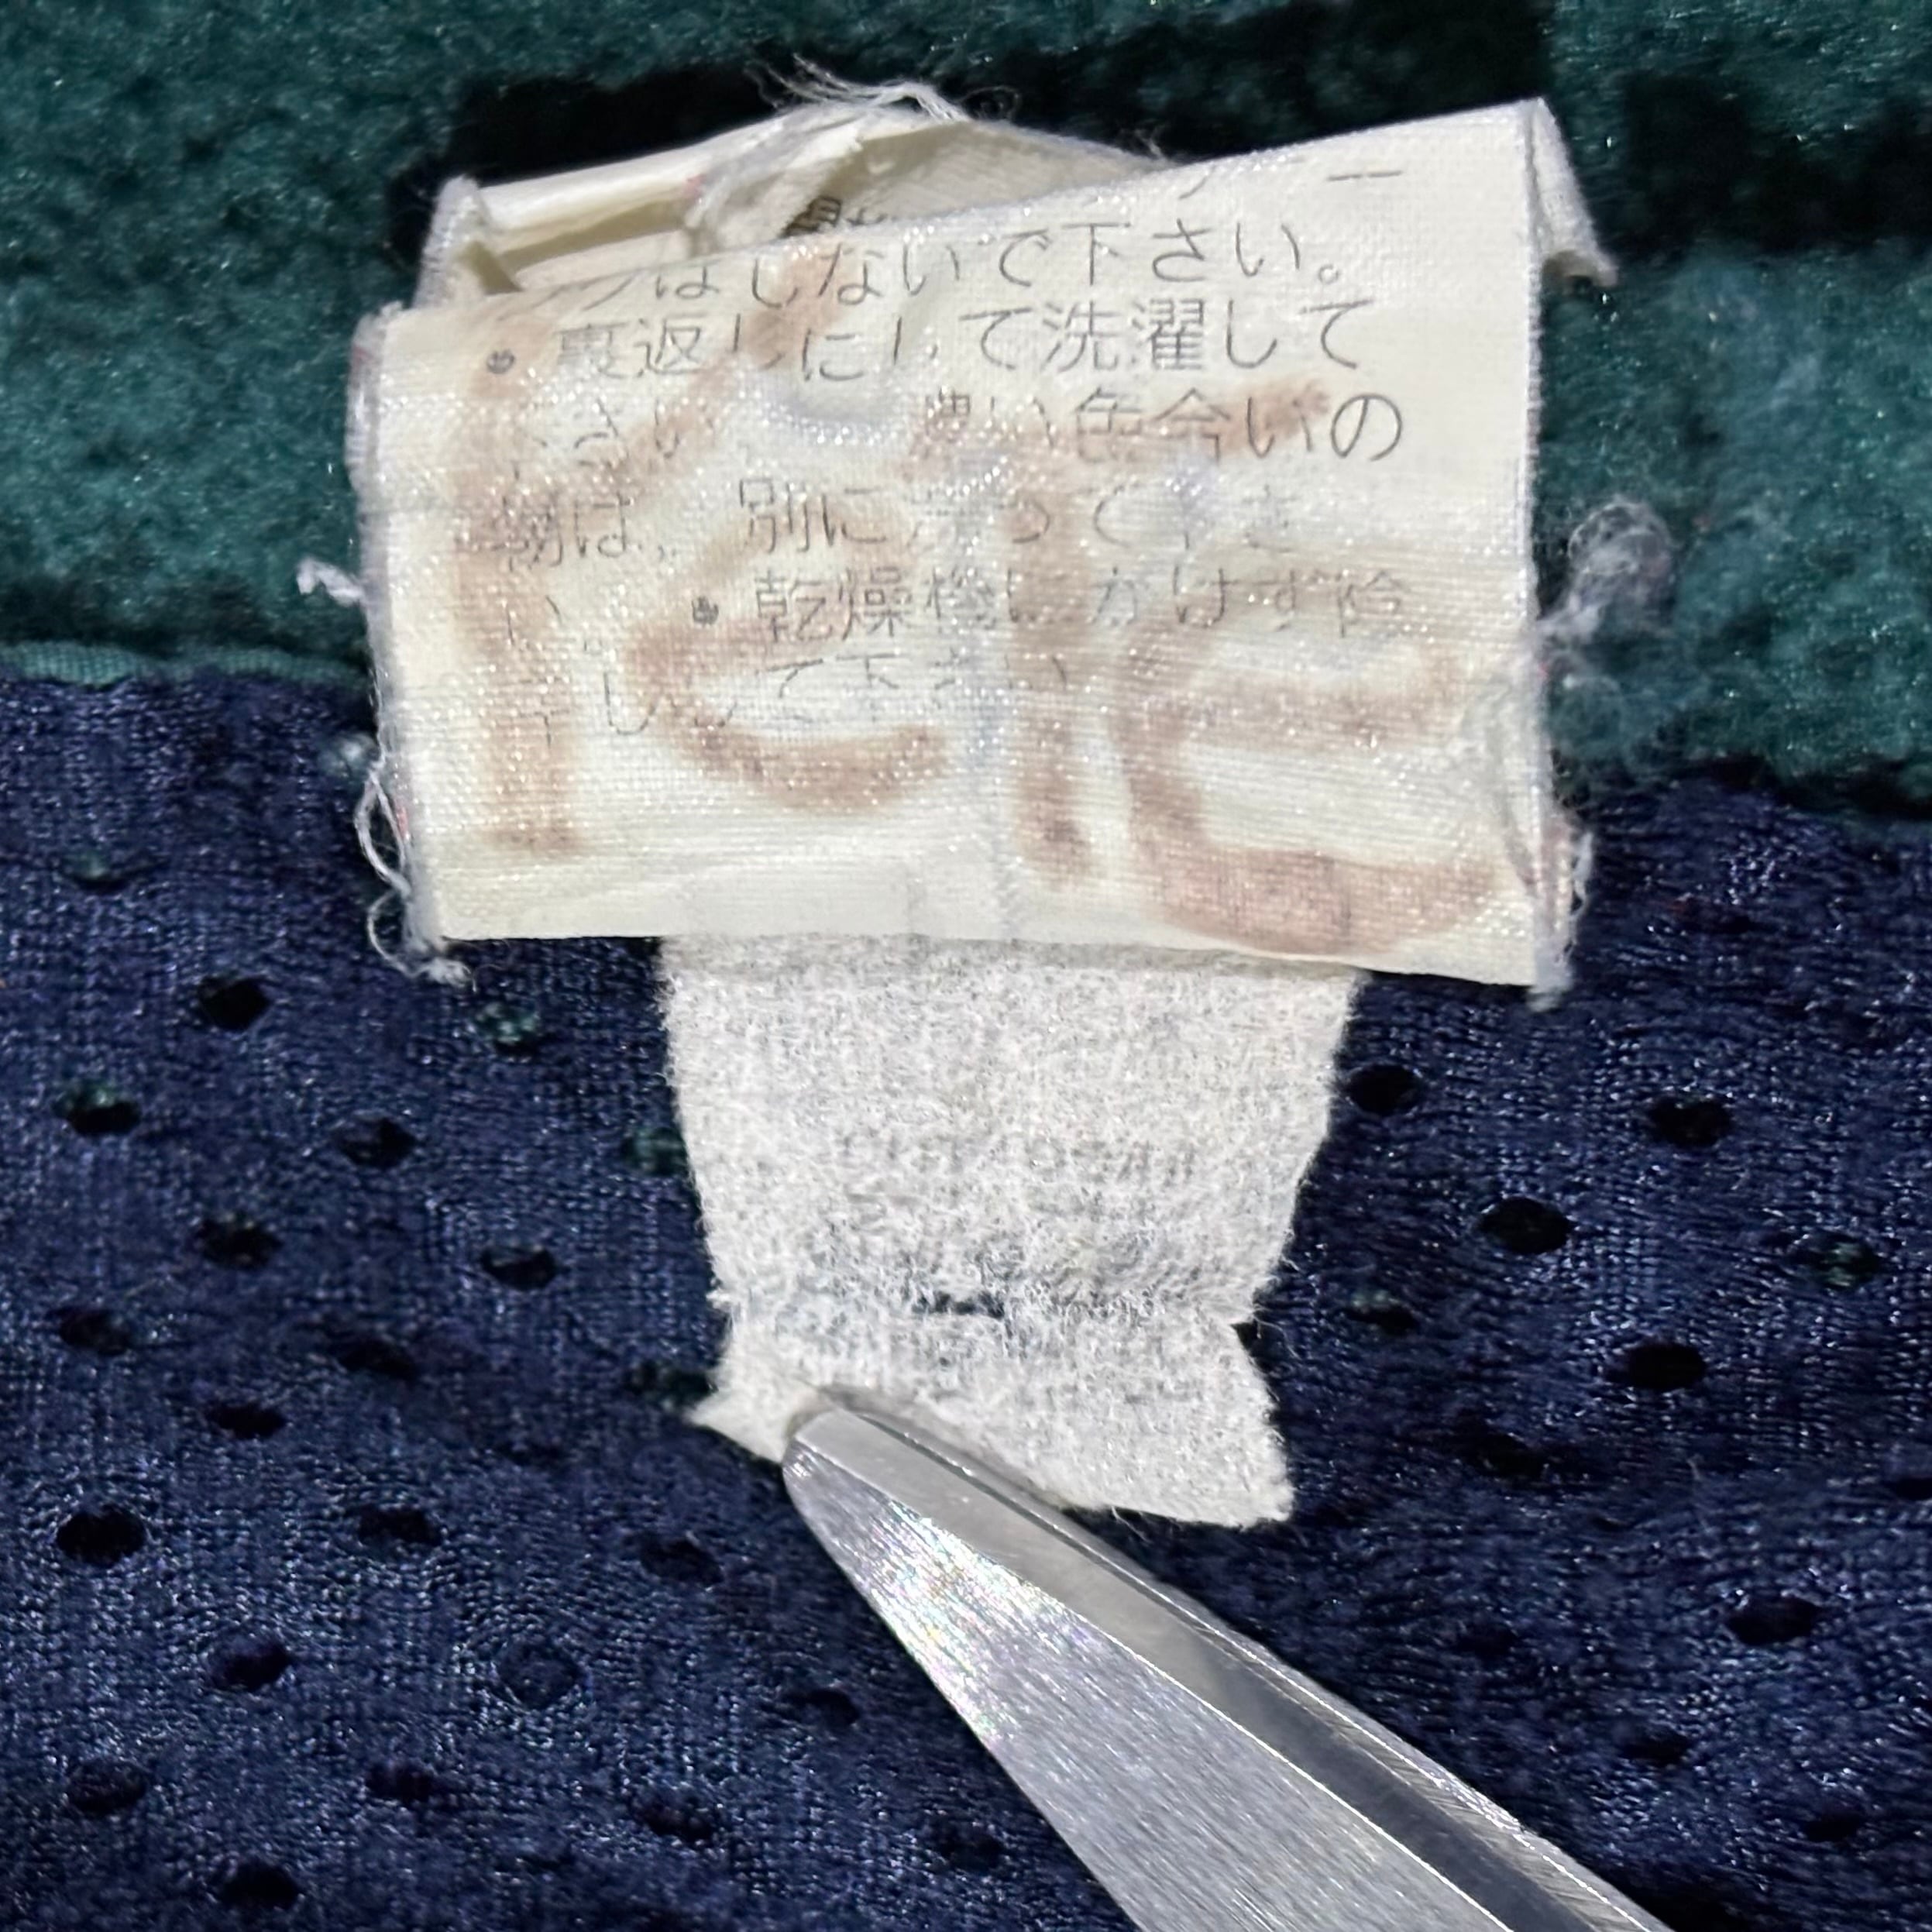 はしないで下さい。
• 裏返しにして洗濯して
下さい 濃い色合いの
物は、別に洗って下さ
い。 • 乾燥機にかけず陰
干しして下さい
Pete